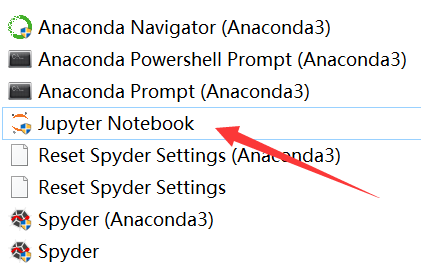 Anaconda Navigator (Anaconda3)
Anaconda Powershell Prompt (Anaconda3)
Anaconda Prompt (Anaconda3)
Jupyter Notebook
Reset Spyder Settings (Anaconda3)
Reset Spyder Settings
Spyder (Anaconda3)
Spyder